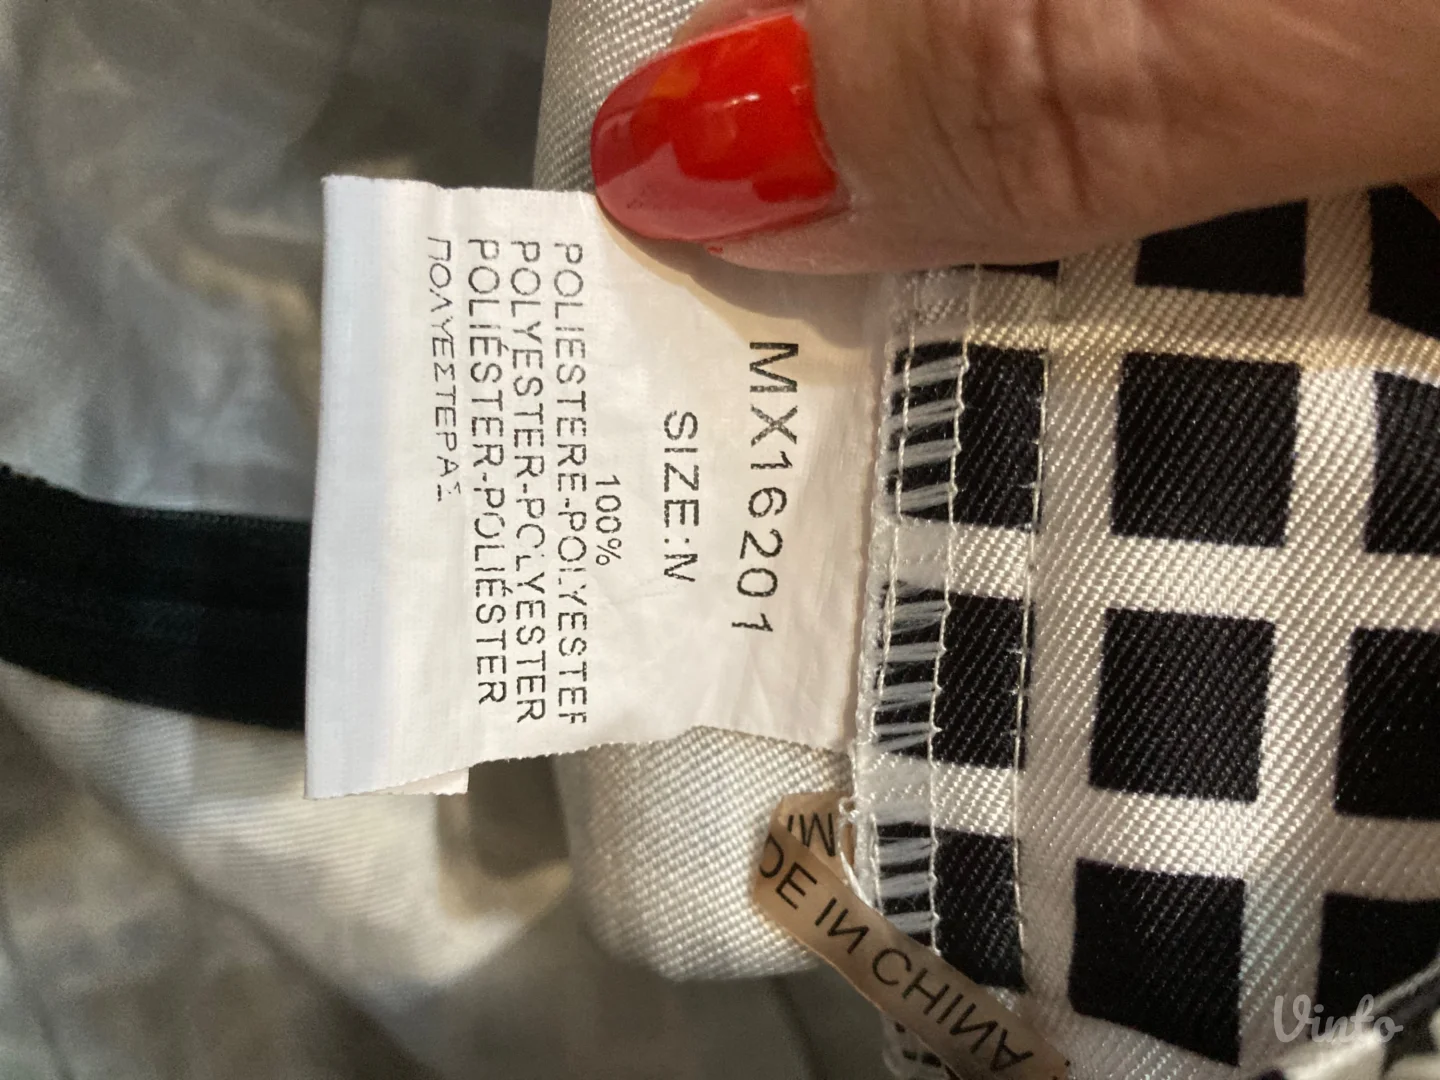 MX16201
SIZE:M
100%
POLIESTERE-POLYESTER
POLYESTER-POLYESTER
POLIÉSTER-POLIÉSTER
ΠΟΛΥΕΣΤΕΡΑΣ
DE IN CHINA
Vinto